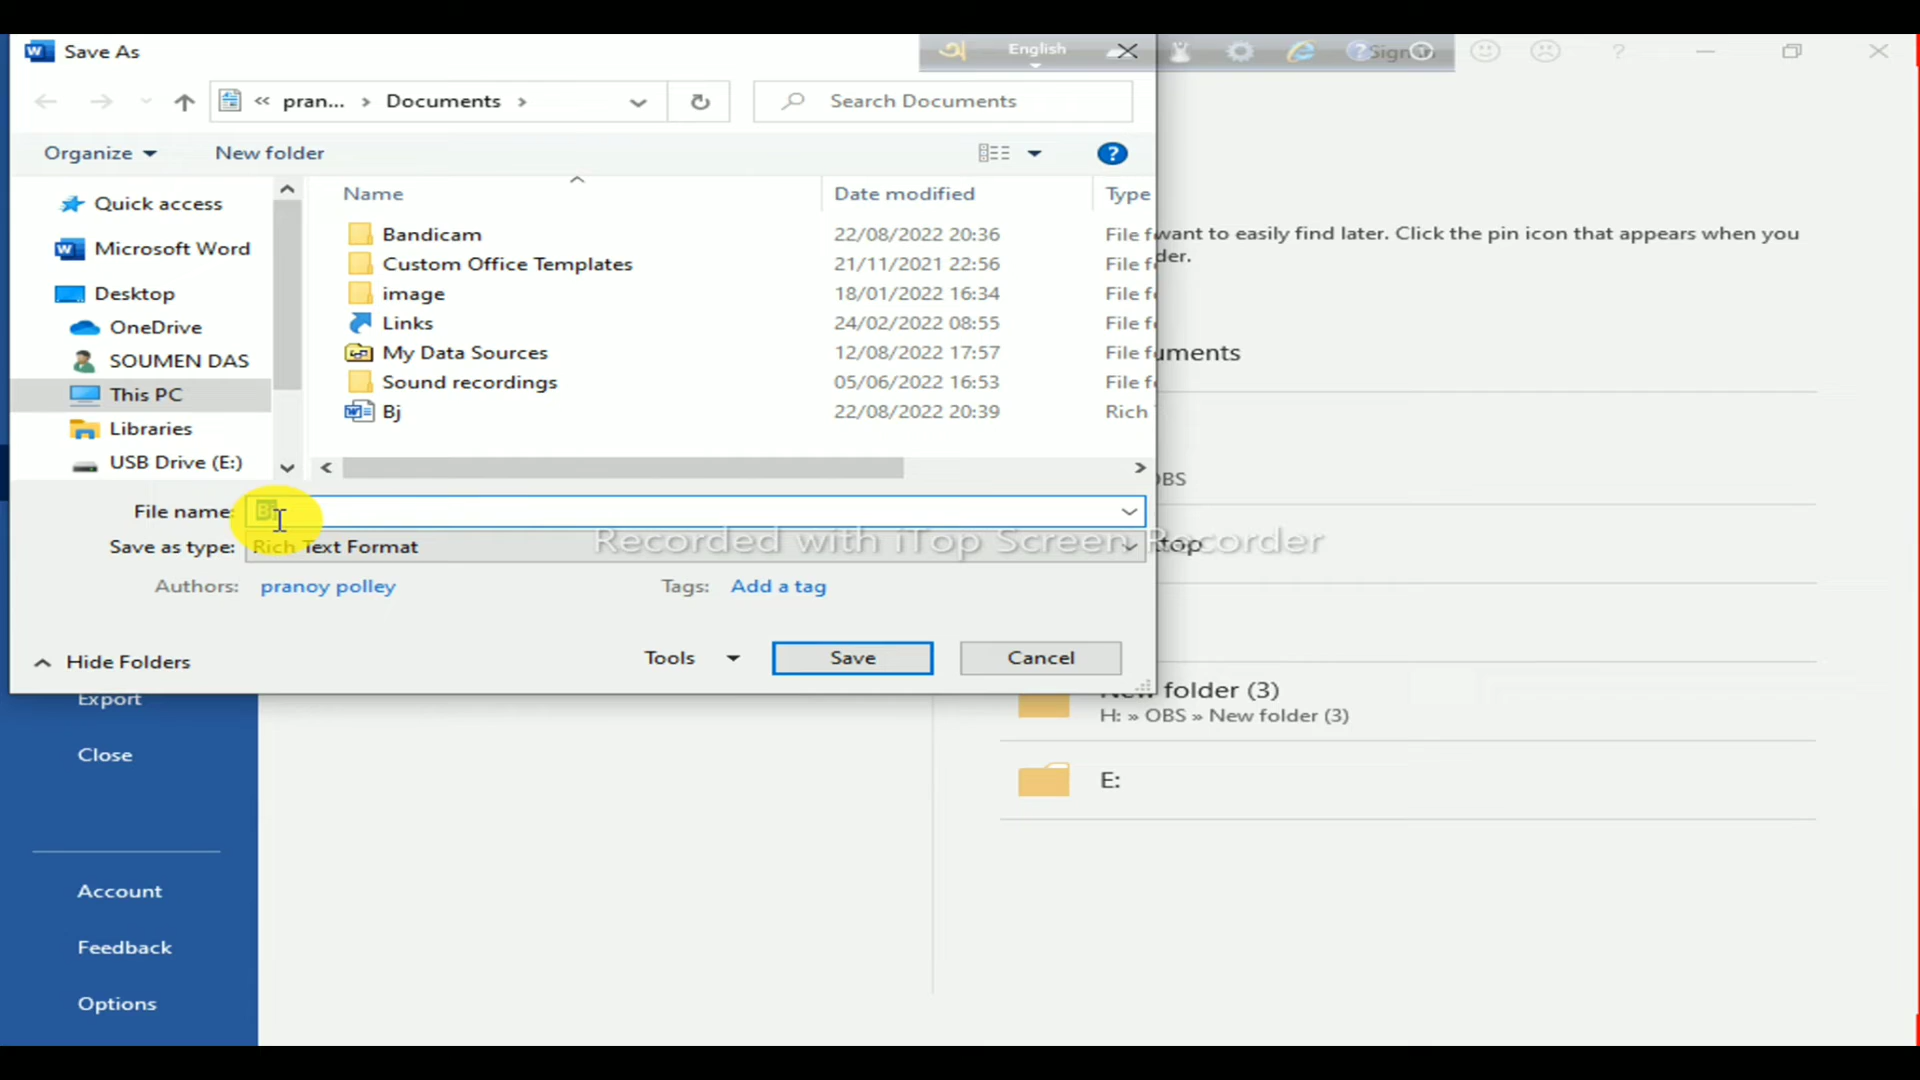 Save As
অ English
Sign in
pran... Documents
Search Documents
Organize
New folder
Quick access
Microsoft Word
Desktop
OneDrive
SOUMEN DAS
This PC
Libraries
USB Drive (E:)
Name Date modified Type
Bandicam 22/08/2022 20:36 File f
Custom Office Templates 21/11/2021 22:56 File f
image 18/01/2022 16:34 File f
Links 24/02/2022 08:55 File f
My Data Sources 12/08/2022 17:57 File f
Sound recordings 05/06/2022 16:53 File f
Bj 22/08/2022 20:39 Rich
want to easily find later. Click the pin icon that appears when you
der.
uments
OBS
File name:
Save as type: Rich Text Format
Recorded with iTop Screen Recorder
ktop
Authors: pranoy polley
Tags: Add a tag
Hide Folders
Tools
Save
Cancel
New folder (3)
H: » OBS » New folder (3)
E:
Export
Close
Account
Feedback
Options